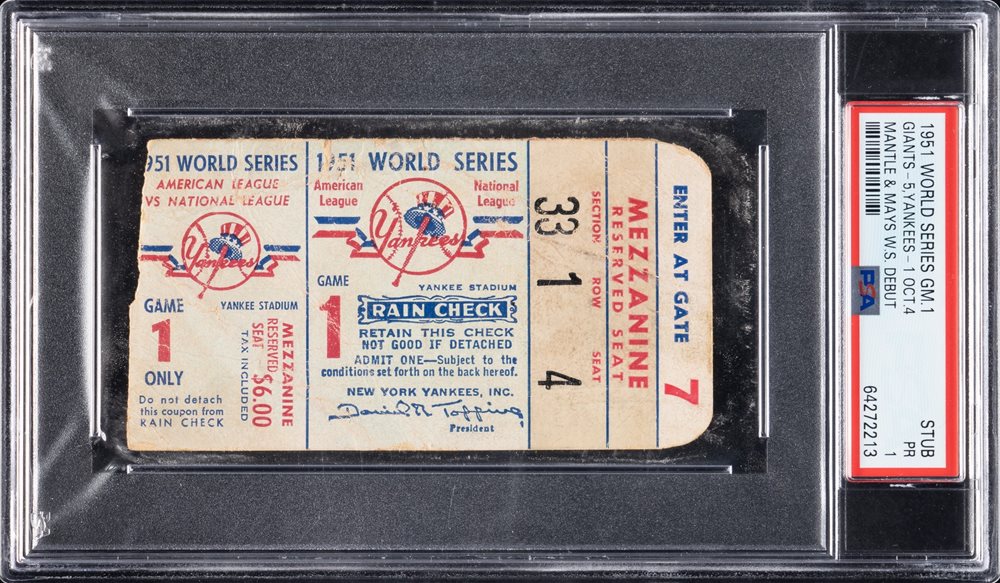 951 WORLD SERIES
AMERICAN LEAGUE
VS NATIONAL LEAGUE
Yankees
GAME
1
ONLY
YANKEE STADIUM
Do not detach
this coupon from
RAIN CHECK
MEZZANINE
RESERVED
SEAT $6.00
TAX INCLUDED
1951 WORLD SERIES
American
League
National
League
Yankees
GAME
1
YANKEE STADIUM
RAIN CHECK
RETAIN THIS CHECK
NOT GOOD IF DETACHED
ADMIT ONE—Subject to the
conditions set forth on the back hereof.
NEW YORK YANKEES, INC.
Daniel R Topping
President
33 1 4
SECTION ROW SEAT
MEZZANINE
RESERVED SEAT
ENTER AT GATE 7
1951 WORLD SERIES GM.1
GIANTS-5,YANKEES-1 OCT.4
MANTLE & MAYS W.S. DEBUT
PSA
STUB
PR
1
64272213